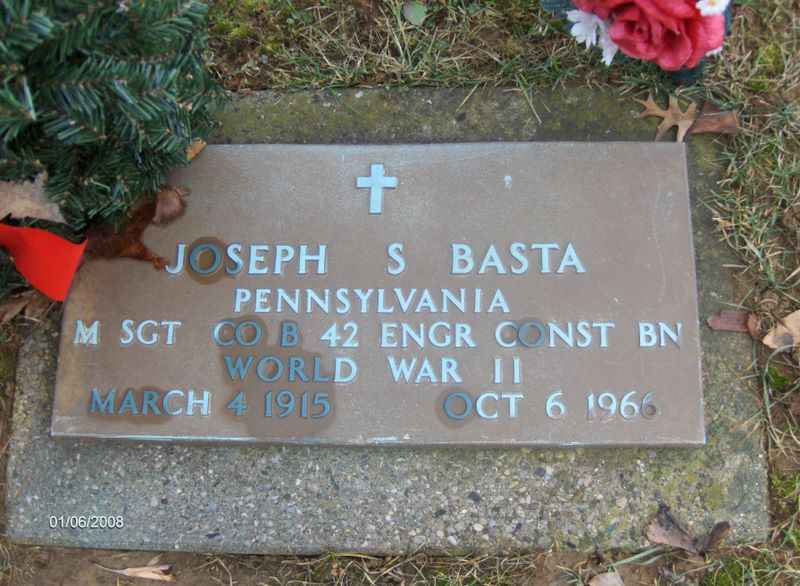 JOSEPH S BASTA
PENNSYLVANIA
M SGT CO B 42 ENGR CONST BN
WORLD WAR II
MARCH 4 1915 OCT 6 1966
01/06/2008